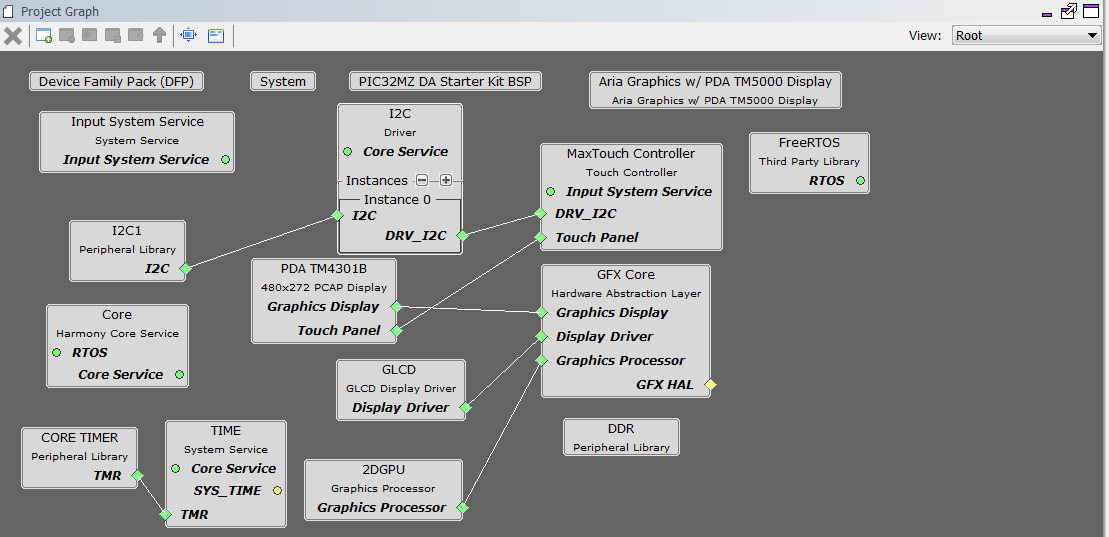 Project Graph
View: Root
Device Family Pack (DFP)
System
PIC32MZ DA Starter Kit BSP
Aria Graphics w/ PDA TM5000 Display
Aria Graphics w/ PDA TM5000 Display
Input System Service
System Service
Input System Service
I2C
Driver
Core Service
Instances
Instance 0
I2C
DRV_I2C
MaxTouch Controller
Touch Controller
Input System Service
DRV_I2C
Touch Panel
FreeRTOS
Third Party Library
RTOS
I2C1
Peripheral Library
I2C
PDA TM4301B
480x272 PCAP Display
Graphics Display
Touch Panel
GFX Core
Hardware Abstraction Layer
Graphics Display
Display Driver
Graphics Processor
GFX HAL
Core
Harmony Core Service
RTOS
Core Service
GLCD
GLCD Display Driver
Display Driver
DDR
Peripheral Library
CORE TIMER
Peripheral Library
TMR
TIME
System Service
Core Service
SYS_TIME
TMR
2DGPU
Graphics Processor
Graphics Processor